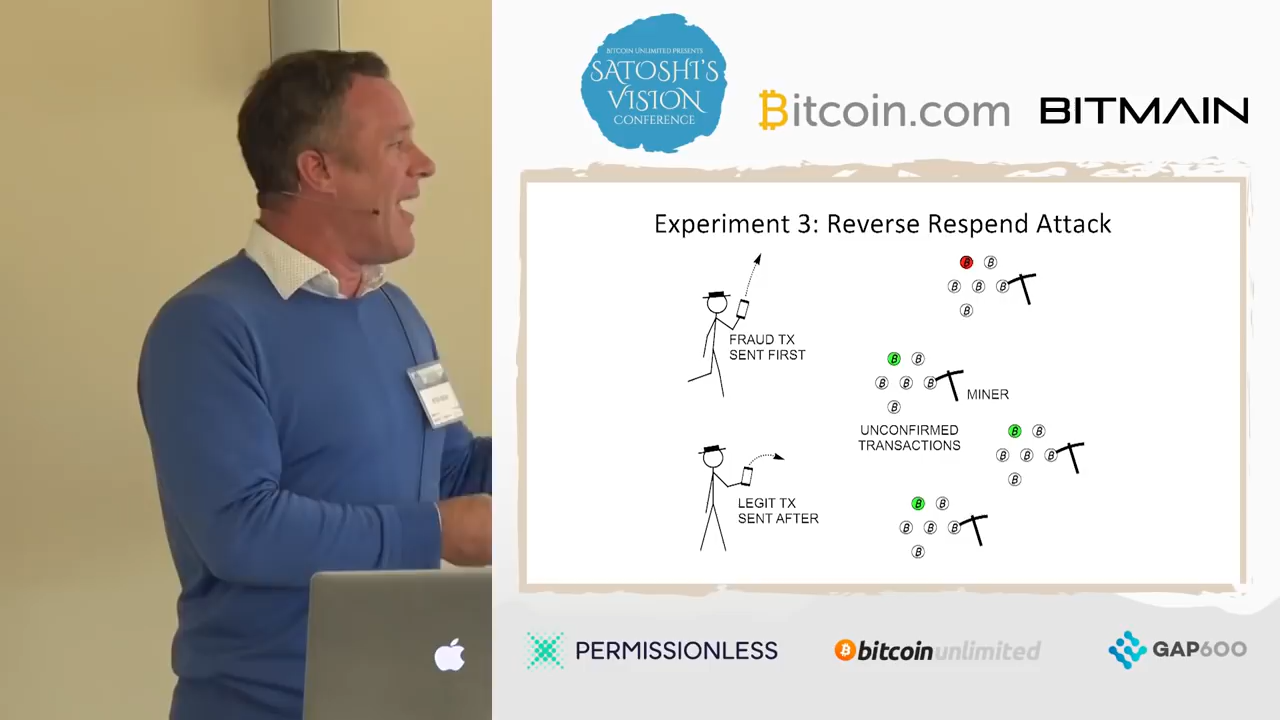 BITCOIN UNLIMITED PRESENTS
SATOSHI'S
VISION
CONFERENCE
Bitcoin.com
BITMAIN
Experiment 3: Reverse Respend Attack
FRAUD TX
SENT FIRST
MINER
UNCONFIRMED
TRANSACTIONS
LEGIT TX
SENT AFTER
PERMISSIONLESS
bitcoinunlimited
GAP600